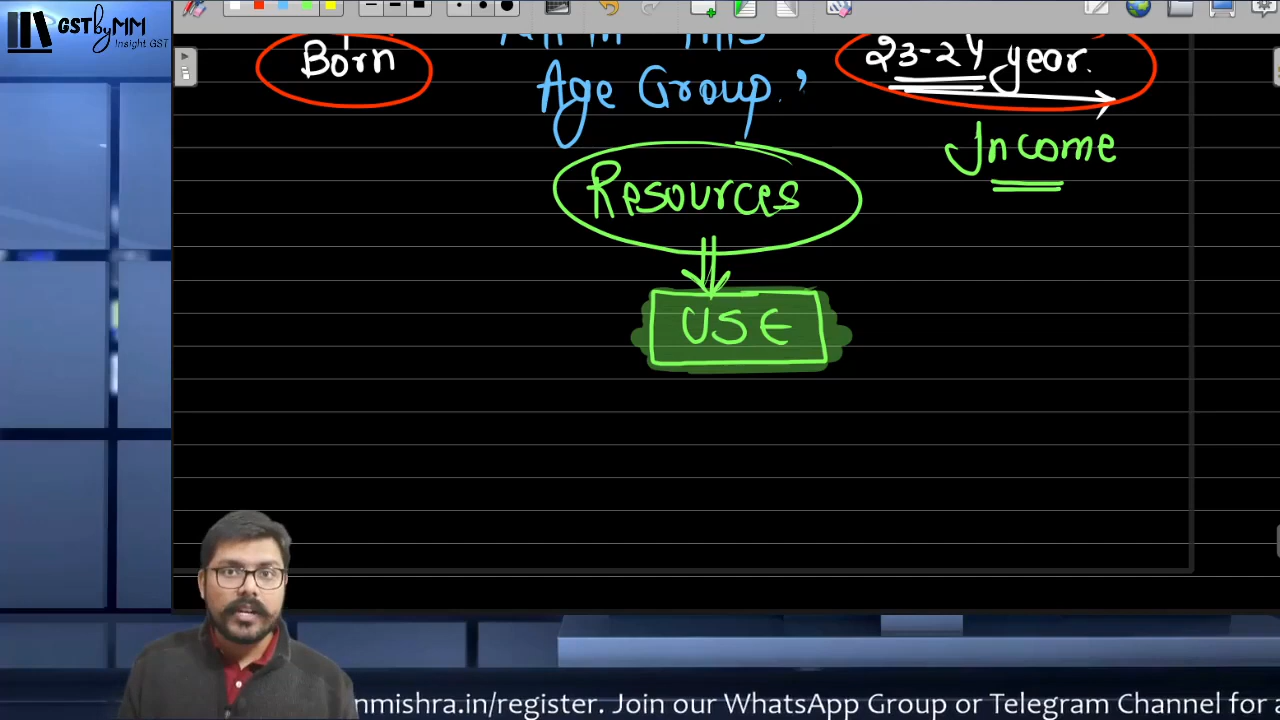 GST by MM
Insight GST
Born
Age Group.'
23-24 year.
Income
Resources
USE
nmishra.in/register. Join our WhatsApp Group or Telegram Channel for a